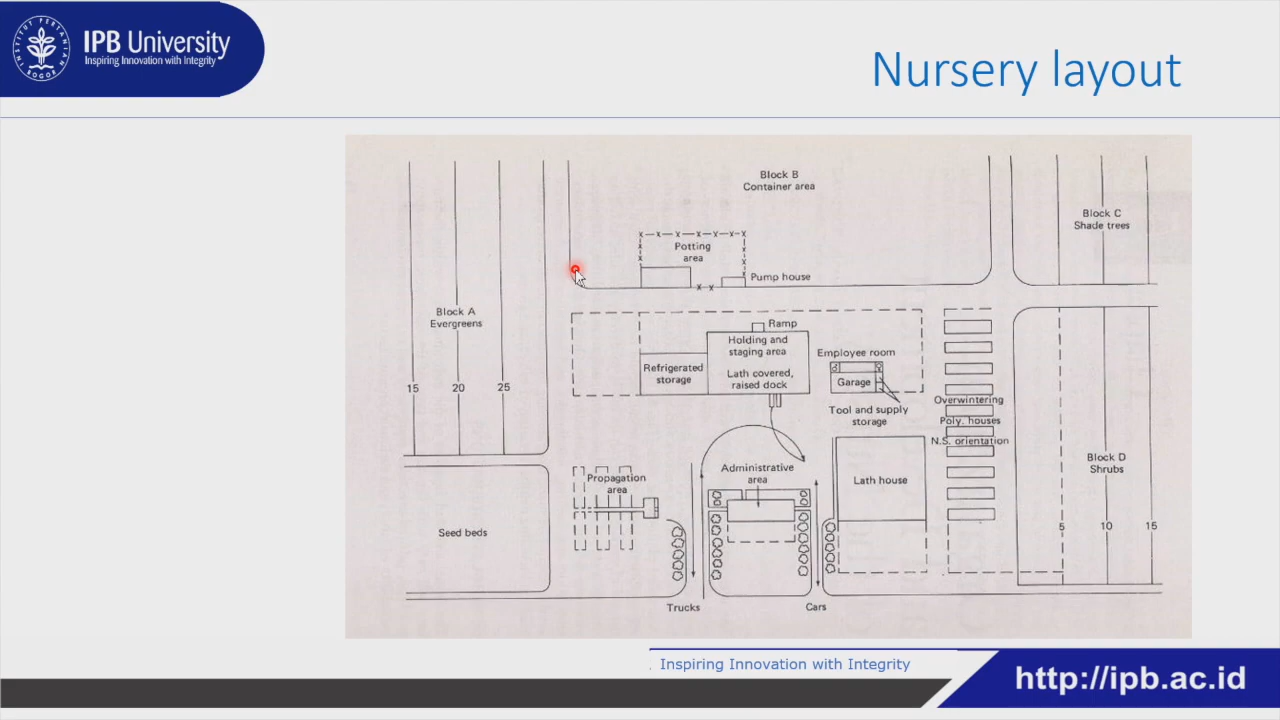 INSTITUT PERTANIAN BOGOR
IPB University
Inspiring Innovation with Integrity
Nursery layout
Block B
Container area
Block C
Shade trees
Potting
area
Pump house
Block A
Evergreens
15
20
25
Ramp
Holding and
staging area
Lath covered,
raised dock
Refrigerated
storage
Employee room
Garage
Tool and supply
storage
Overwintering
Poly. houses
N.S. orientation
Block D
Shrubs
5
10
15
Propagation
area
Administrative
area
Lath house
Seed beds
Trucks
Cars
Inspiring Innovation with Integrity
http://ipb.ac.id